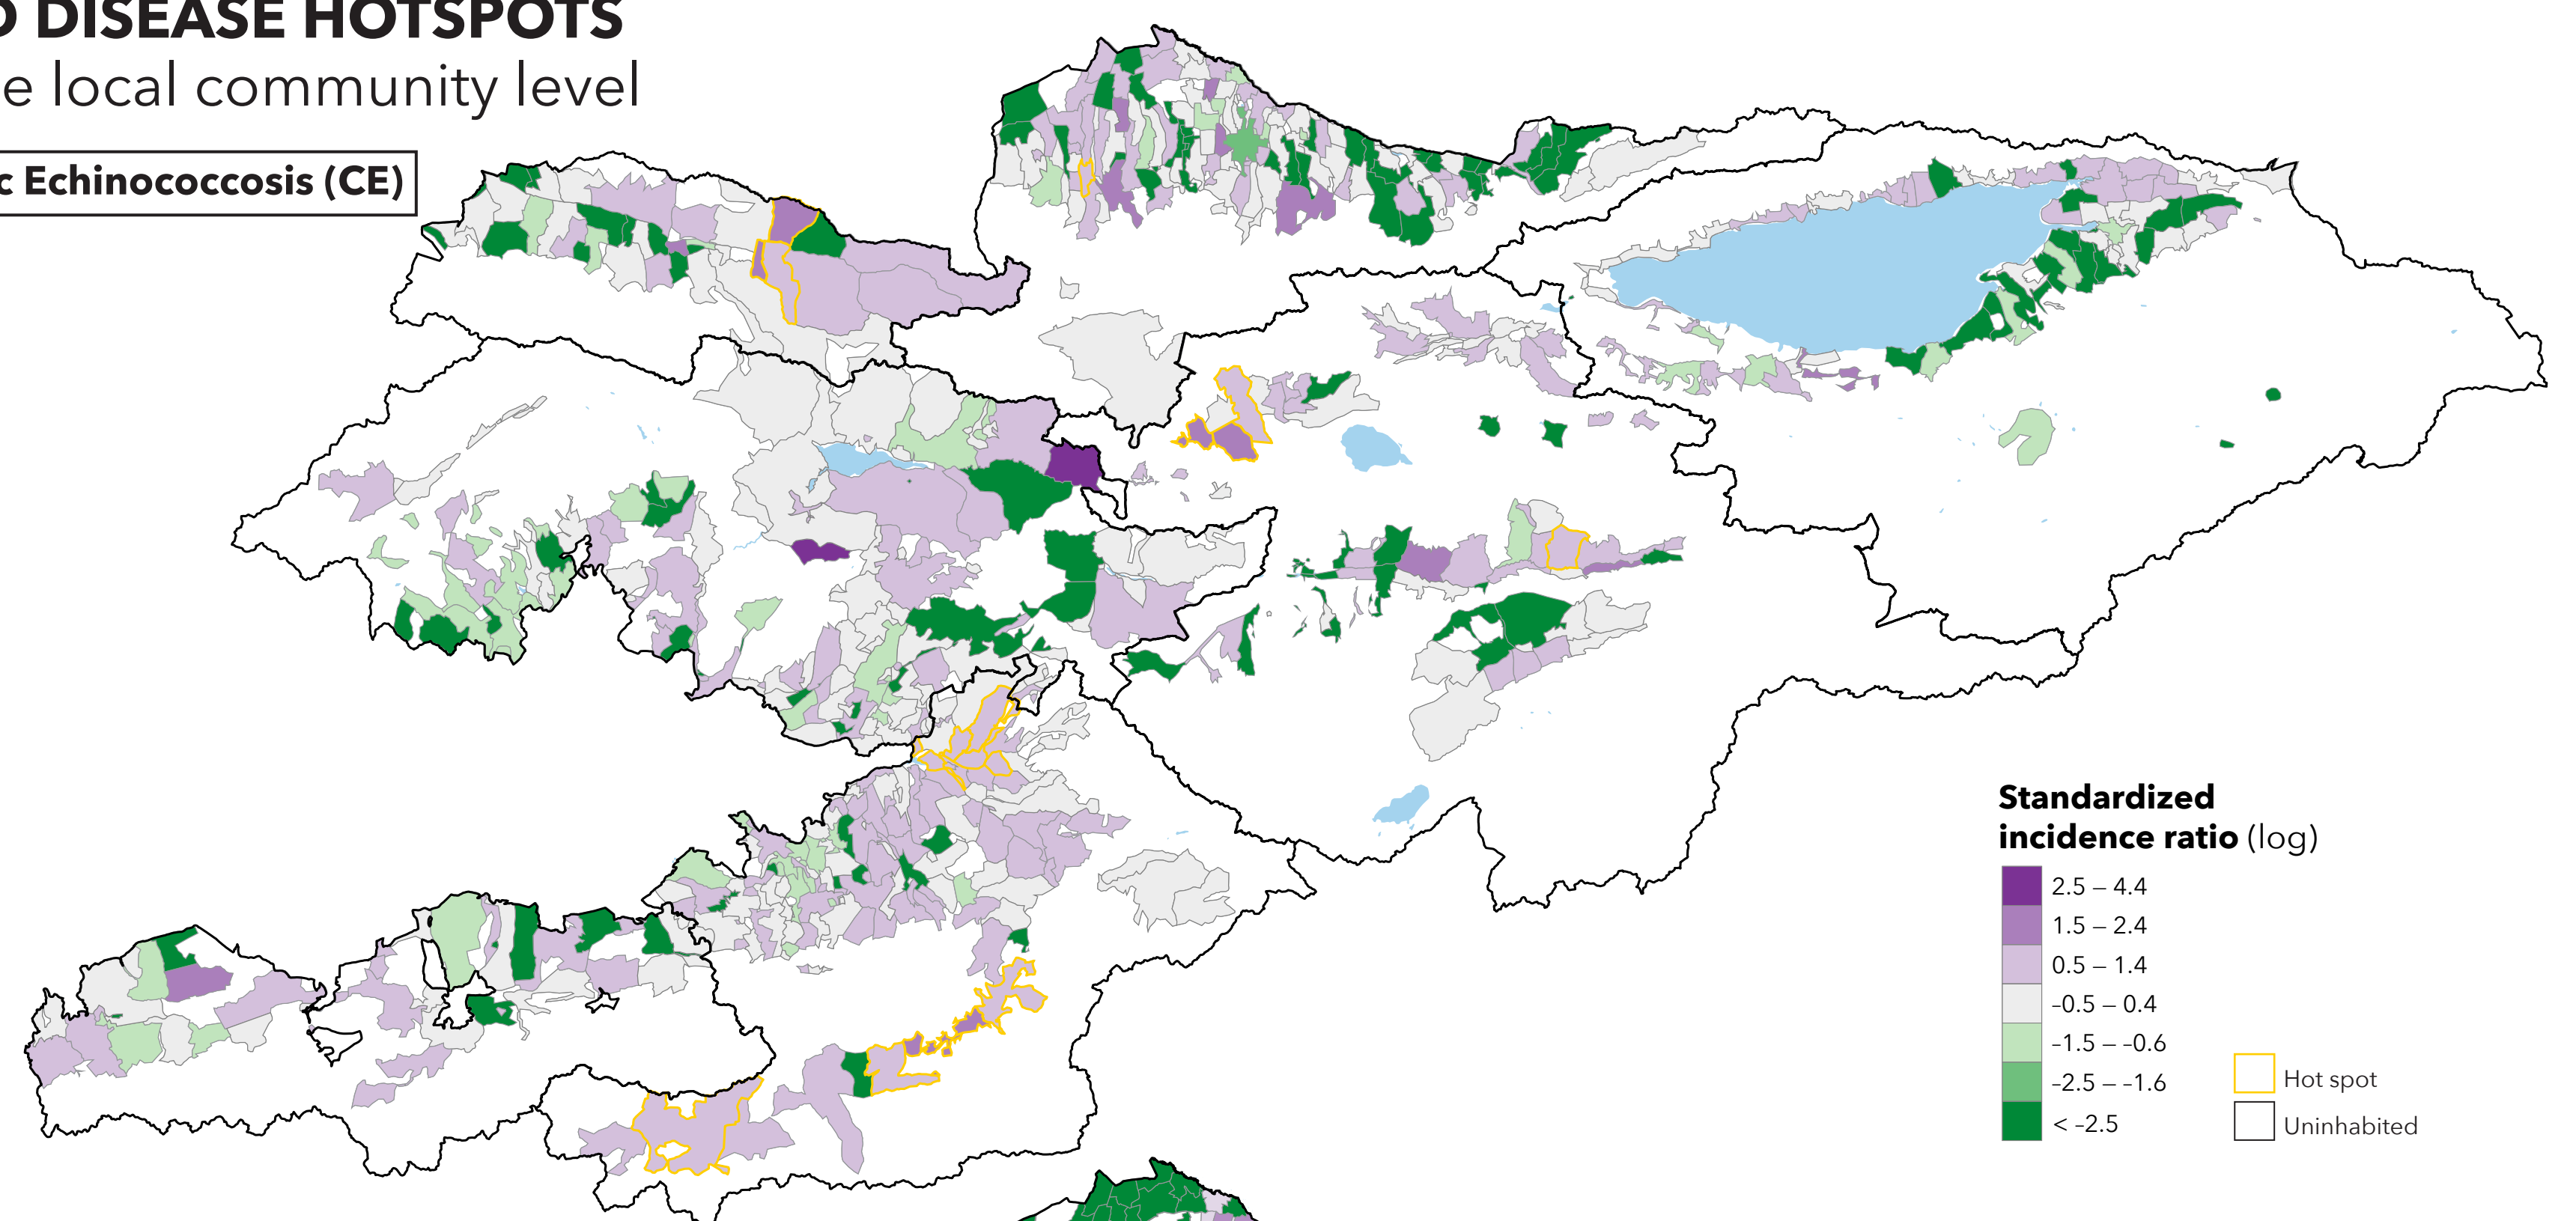 DISEASE HOTSPOTS
e local community level
c Echinococcosis (CE)
Standardized
incidence ratio (log)
2.5 – 4.4
1.5 – 2.4
0.5 – 1.4
–0.5 – 0.4
–1.5 – –0.6
–2.5 – –1.6
< –2.5
Hot spot
Uninhabited